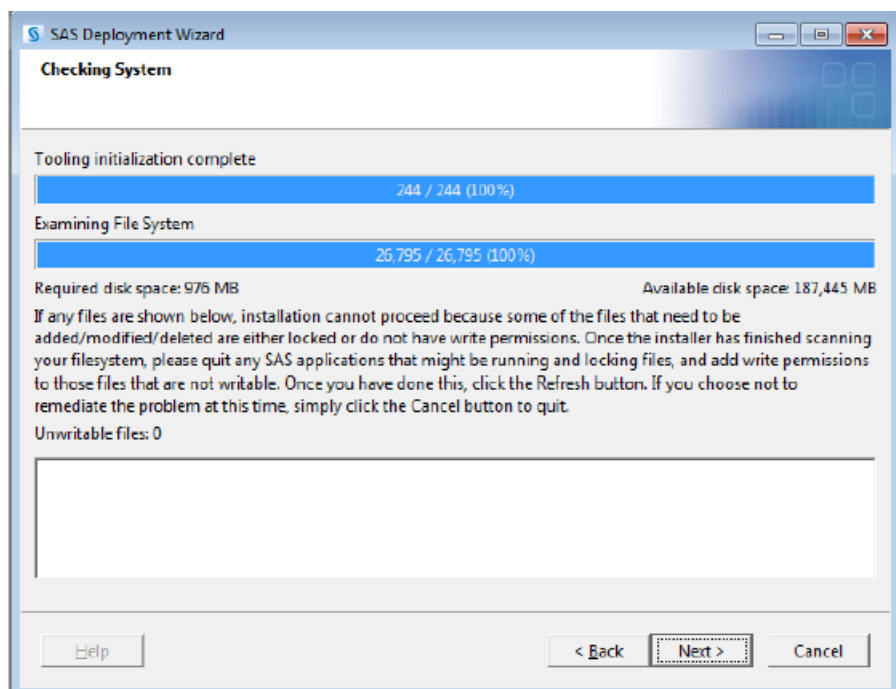 SAS Deployment Wizard
Checking System
Tooling initialization complete
244 / 244 (100%)
Examining File System
26,795 / 26,795 (100%)
Required disk space: 976 MB
Available disk space: 187,445 MB
If any files are shown below, installation cannot proceed because some of the files that need to be
added/modified/deleted are either locked or do not have write permissions. Once the installer has finished scanning
your filesystem, please quit any SAS applications that might be running and locking files, and add write permissions
to those files that are not writable. Once you have done this, click the Refresh button. If you choose not to
remediate the problem at this time, simply click the Cancel button to quit.
Unwritable files: 0
Help
< Back
Next >
Cancel